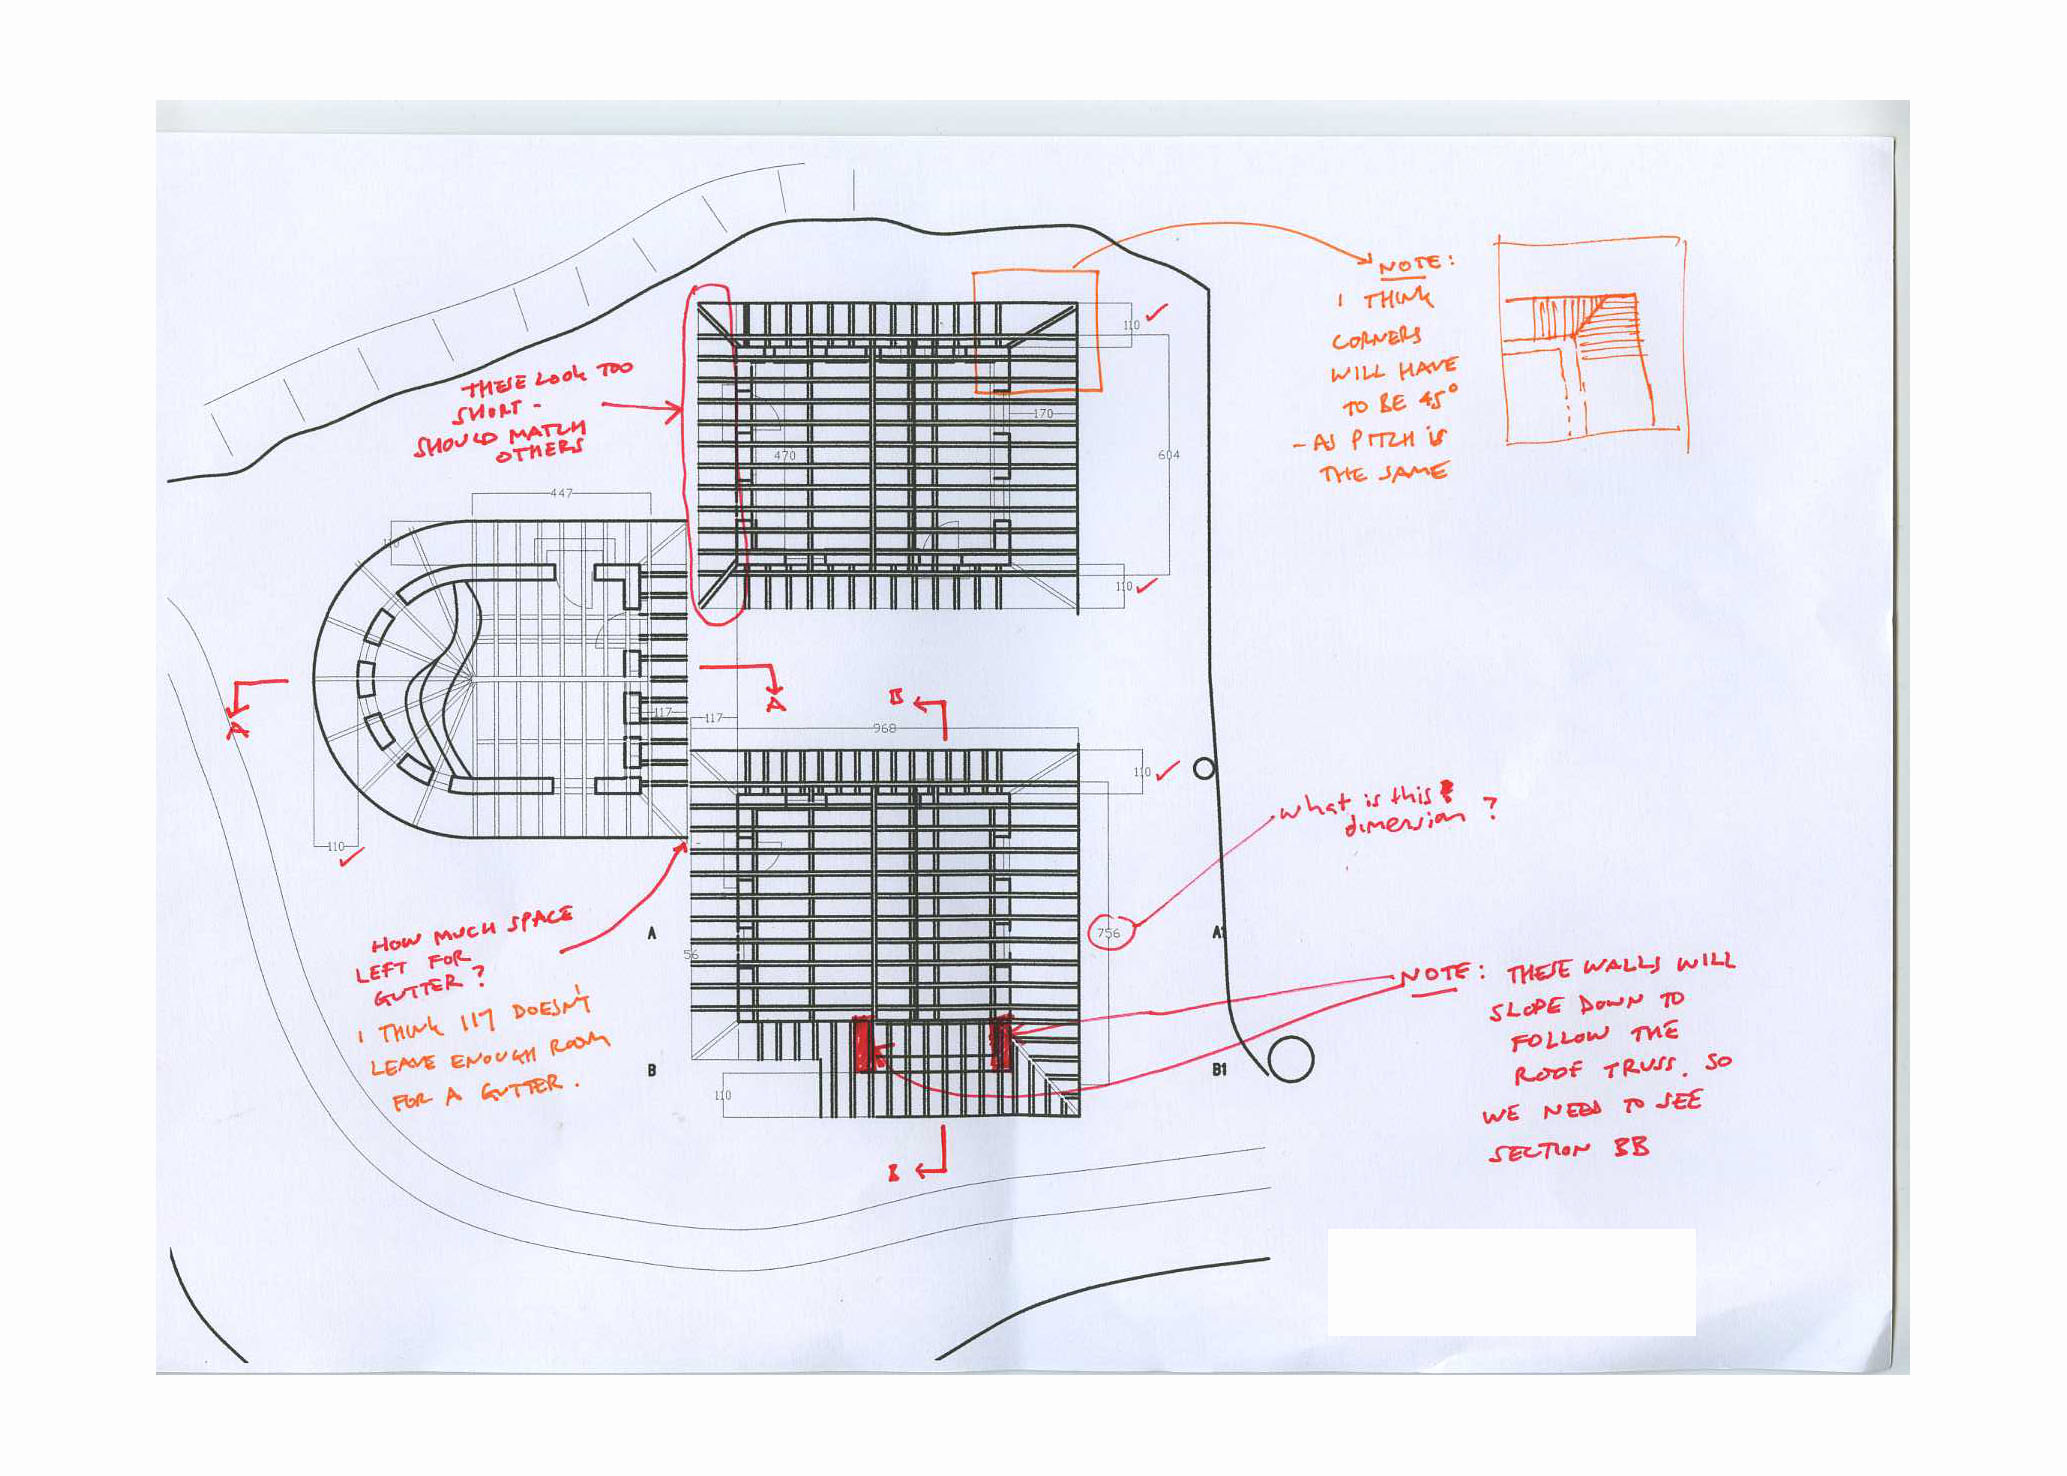 NOTE:
I THINK
CORNERS
WILL HAVE
TO BE 45°
- AS PITCH IS
THE SAME
110
THESE LOOK TOO
SHORT -
SHOULD MATCH
OTHERS
170
470
604
447
110
110
A
A
B
117
117
968
110
What is this
dimension?
110
HOW MUCH SPACE
LEFT FOR
GUTTER?
I THINK 117 DOESN'T
LEAVE ENOUGH ROOM
FOR A GUTTER.
A
56
756
A1
NOTE: THESE WALLS WILL
SLOPE DOWN TO
FOLLOW THE
ROOF TRUSS. SO
WE NEED TO SEE
SECTION BB
B
B1
110
B